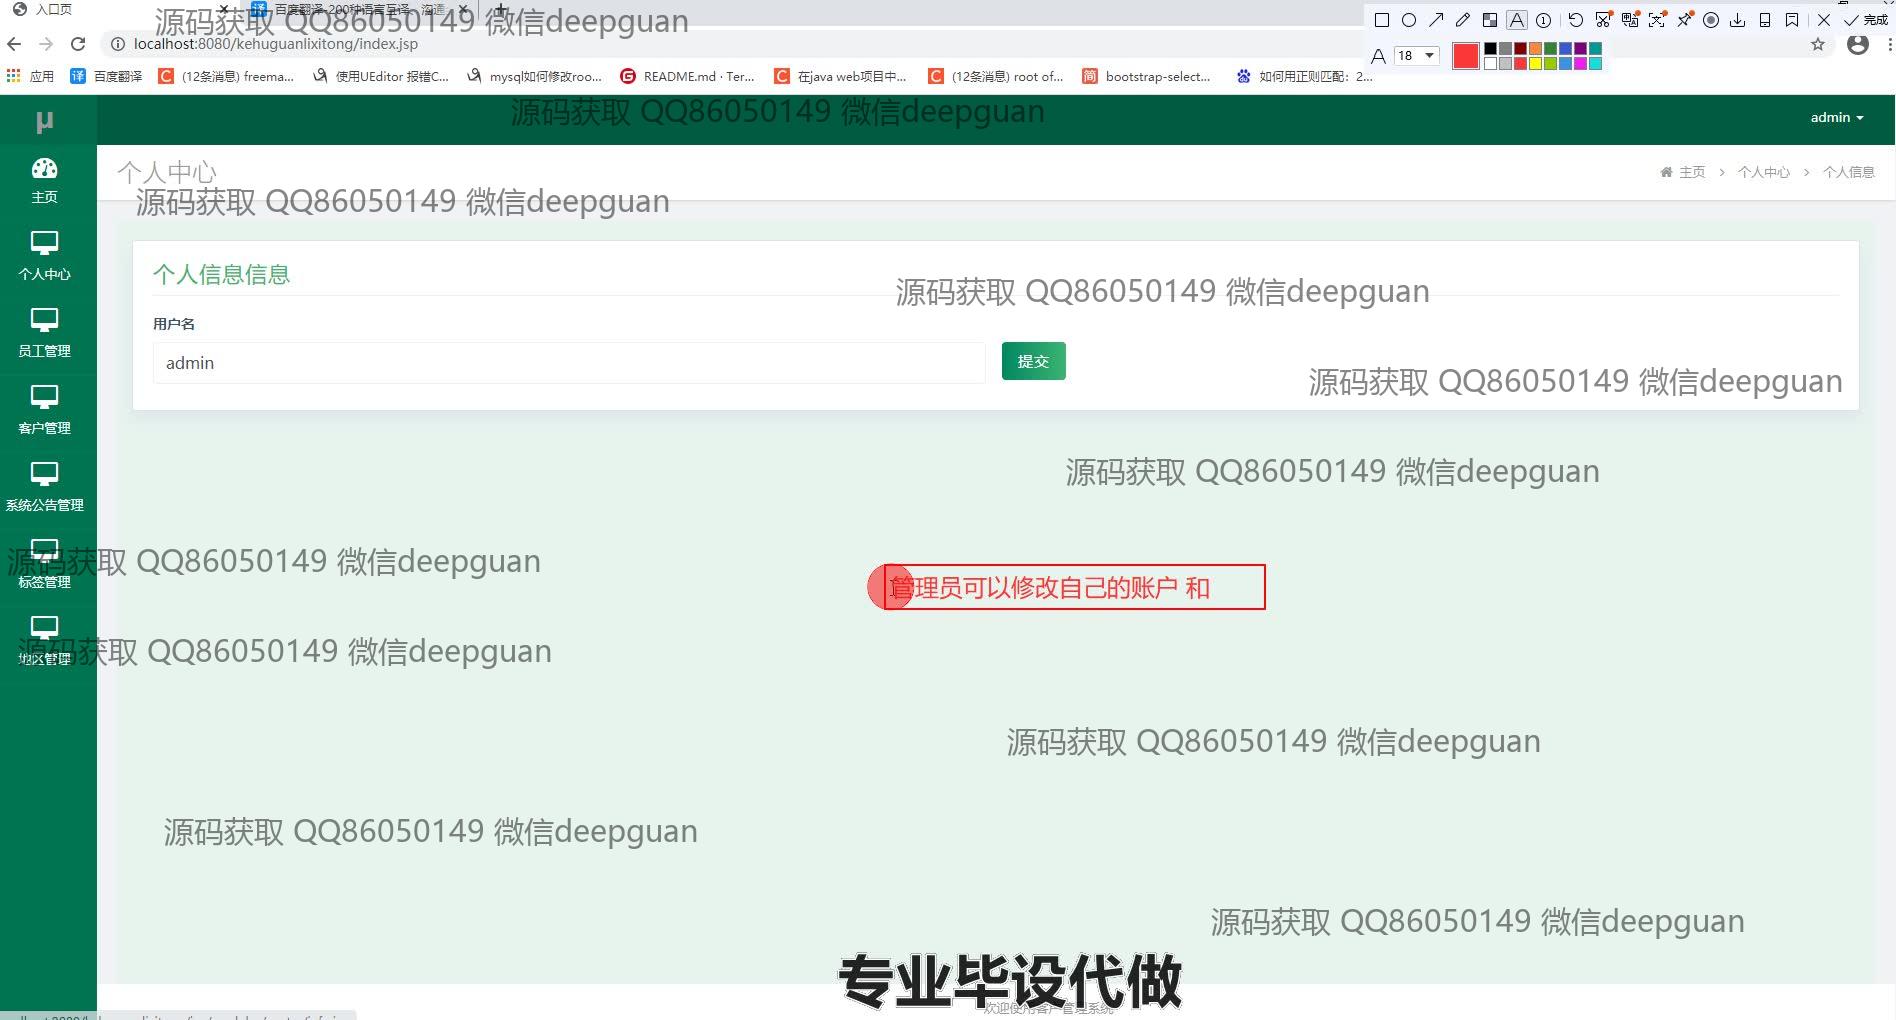 入口页
百度翻译-200种语言互译、沟通
源码获取 QQ86050149 微信deepguan
完成
localhost:8080/kehuguanlixitong/index.jsp
A 18
应用
百度翻译
(12条消息) freema...
使用UEditor 报错C...
mysql如何修改roo...
README.md · Ter...
在java web项目中...
(12条消息) root of...
bootstrap-select...
如何用正则匹配：2...
源码获取 QQ86050149 微信deepguan
μ
admin
个人中心
主页 > 个人中心 > 个人信息
源码获取 QQ86050149 微信deepguan
主页
个人中心
员工管理
客户管理
系统公告管理
标签管理
地区管理
个人信息信息
源码获取 QQ86050149 微信deepguan
用户名
admin
提交
源码获取 QQ86050149 微信deepguan
源码获取 QQ86050149 微信deepguan
源码获取 QQ86050149 微信deepguan
管理员可以修改自己的账户 和
源码获取 QQ86050149 微信deepguan
源码获取 QQ86050149 微信deepguan
源码获取 QQ86050149 微信deepguan
源码获取 QQ86050149 微信deepguan
专业毕设代做
欢迎使用客户管理系统